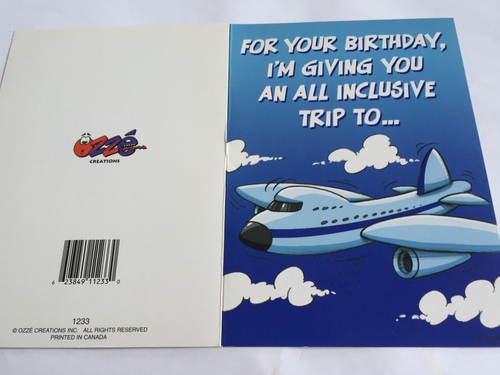 FOR YOUR BIRTHDAY,
I'M GIVING YOU
AN ALL INCLUSIVE
TRIP TO...
OZZÉ
CREATIONS
6 23849 11233 0
1233
© OZZÉ CREATIONS INC. ALL RIGHTS RESERVED
PRINTED IN CANADA